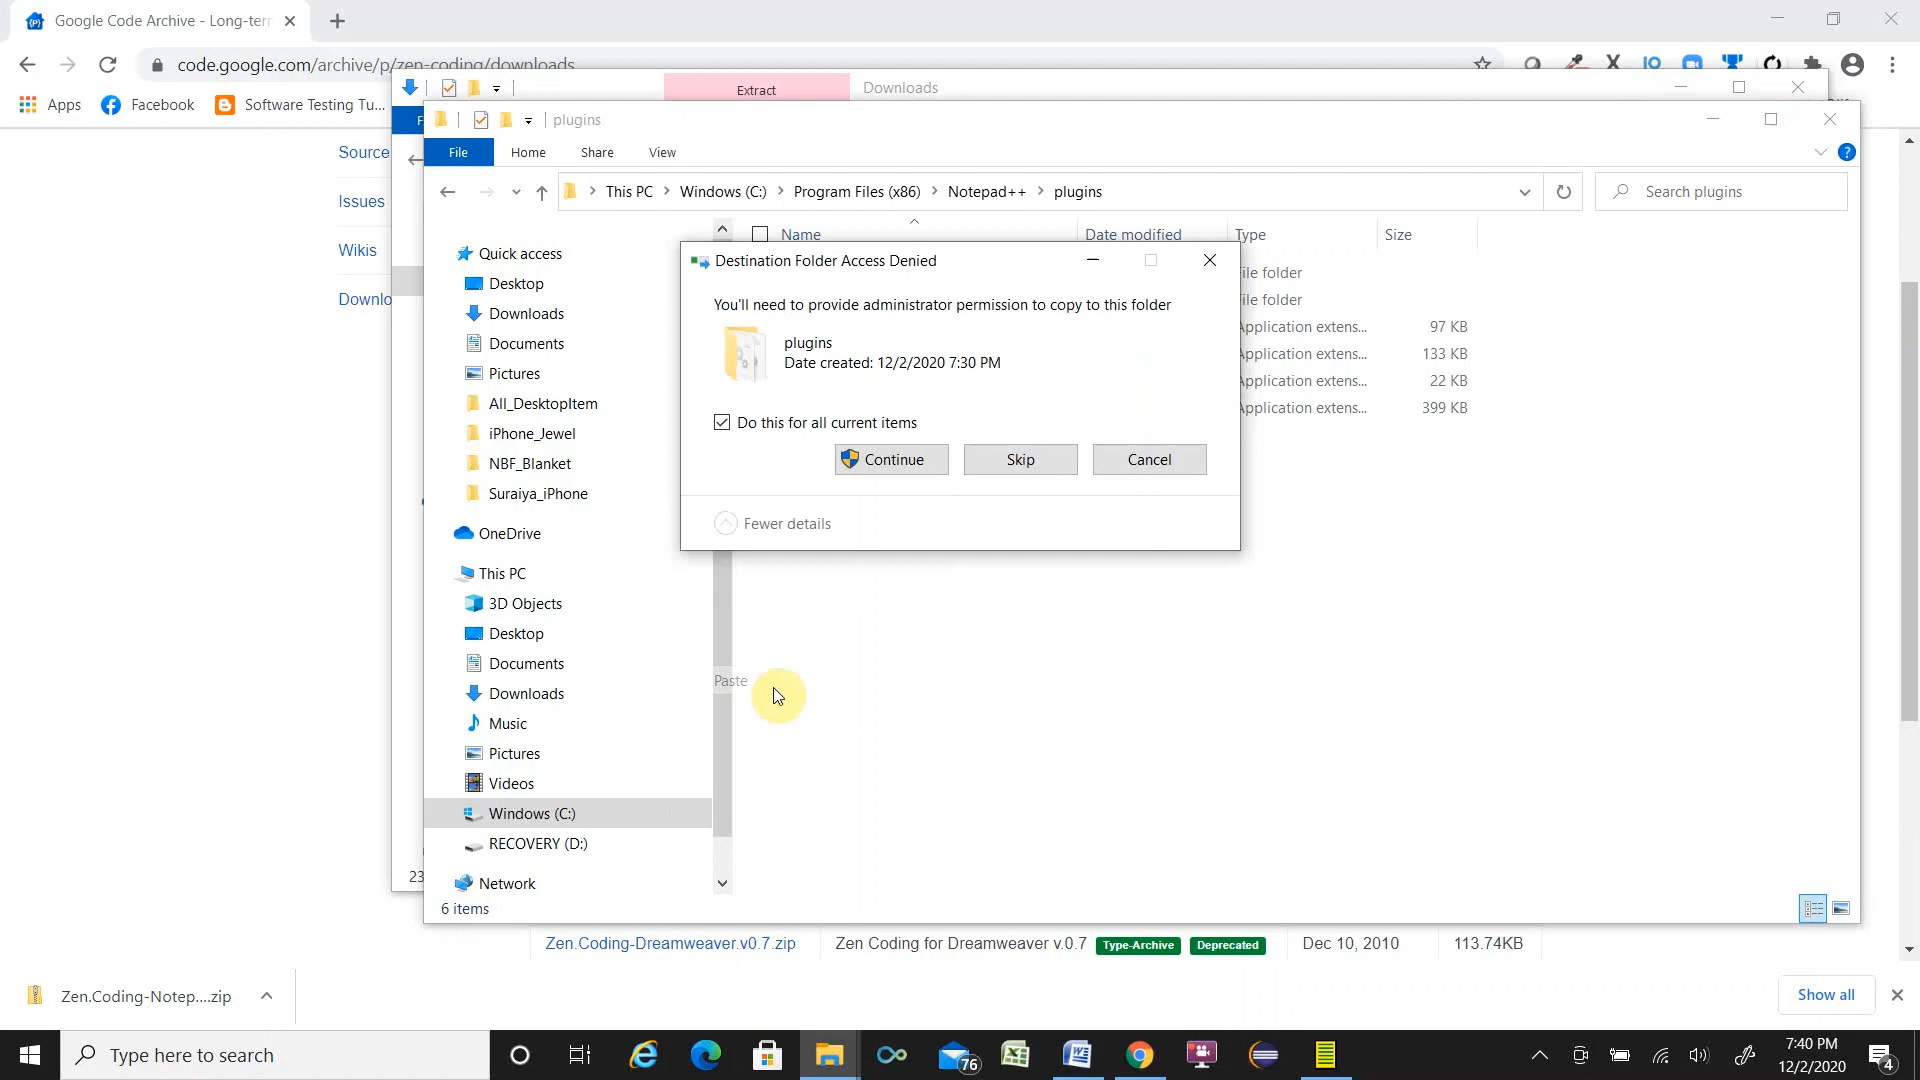 Google Code Archive - Long-ter
code.google.com/archive/p/zen-coding/downloads
Apps
Facebook
Software Testing Tu...
Extract
Downloads
plugins
File
Home
Share
View
This PC
Windows (C:)
Program Files (x86)
Notepad++
plugins
Search plugins
Source
Issues
Wikis
Downlo
Name
Date modified
Type
Size
Quick access
Desktop
Downloads
Documents
Pictures
All_DesktopItem
iPhone_Jewel
NBF_Blanket
Suraiya_iPhone
OneDrive
This PC
3D Objects
Desktop
Documents
Downloads
Music
Pictures
Videos
Windows (C:)
RECOVERY (D:)
Network
6 items
23
File folder
File folder
Application extens... 97 KB
Application extens... 133 KB
Application extens... 22 KB
Application extens... 399 KB
Destination Folder Access Denied
You'll need to provide administrator permission to copy to this folder
plugins
Date created: 12/2/2020 7:30 PM
Do this for all current items
Continue
Skip
Cancel
Fewer details
Paste
Zen.Coding-Dreamweaver.v0.7.zip
Zen Coding for Dreamweaver v.0.7
Type-Archive
Deprecated
Dec 10, 2010
113.74KB
Zen.Coding-Notep....zip
Show all
Type here to search
76
7:40 PM
12/2/2020
4